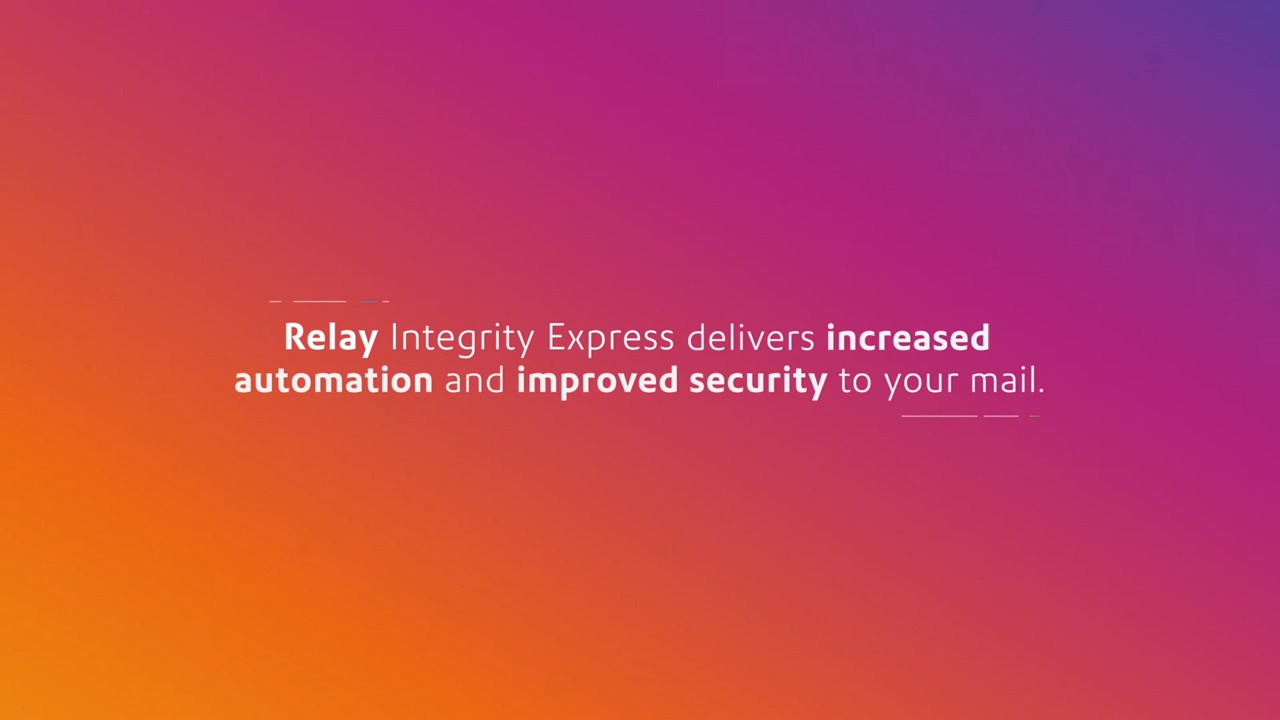 Relay Integrity Express delivers increased
automation and improved security to your mail.